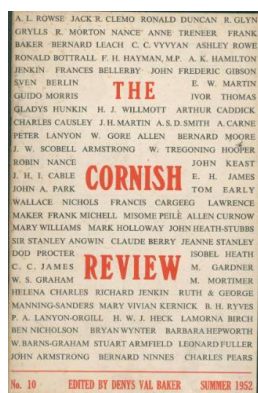 A. L. ROWSE JACK R. CLEMO RONALD DUNCAN R. GLYN
GRYLLS R. MORTON NANCE ANNE TREENEER FRANK
BAKER BERNARD LEACH C. C. VYVYAN ASHLEY ROWE
RONALD BOTTRALL F. H. HAYMAN, M.P. A. K. HAMILTON
JENKIN FRANCES BELLERBY JOHN FREDERIC GIBSON
SVEN BERLIN THE E. W. MARTIN
GUIDO MORRIS IVOR THOMAS
GLADYS HUNKIN H. J. WILLMOTT ARTHUR CADDICK
CHARLES CAUSLEY J. H. MARTIN A. S. D. SMITH A. CARNE
PETER LANYON W. GORE ALLEN BERNARD MOORE
J. W. SCOBELL ARMSTRONG W. TREGONING HOOPER
ROBIN NANCE CORNISH JOHN KEAST
J. H. I. CABLE E. H. JAMES
JOHN A. PARK TOM EARLY
WALLACE NICHOLS FRANCIS CARGEEG LAWRENCE
MAKER FRANK MICHELL MISOME PEILE ALLEN CURNOW
MARY WILLIAMS MARK HOLLOWAY JOHN HEATH-STUBBS
SIR STANLEY ANGWIN CLAUDE BERRY JEANNE STANLEY
DOD PROCTER REVIEW ISOBEL HEATH
C. C. JAMES M. GARDNER
W. S. GRAHAM M. MORTIMER
HELENA CHARLES RICHARD JENKIN RUTH & GEORGE
MANNING-SANDERS MARY VIVIAN KERNICK B. H. RYVES
P. A. LANYON-ORGILL H. W. J. HECK LAMORNA BIRCH
BEN NICHOLSON BRYAN WYNTER BARBARA HEPWORTH
W. BARNS-GRAHAM STUART ARMFIELD LEONARD FULLER
JOHN ARMSTRONG BERNARD NINNES CHARLES PEARS
No. 10 EDITED BY DENYS VAL BAKER SUMMER 1952